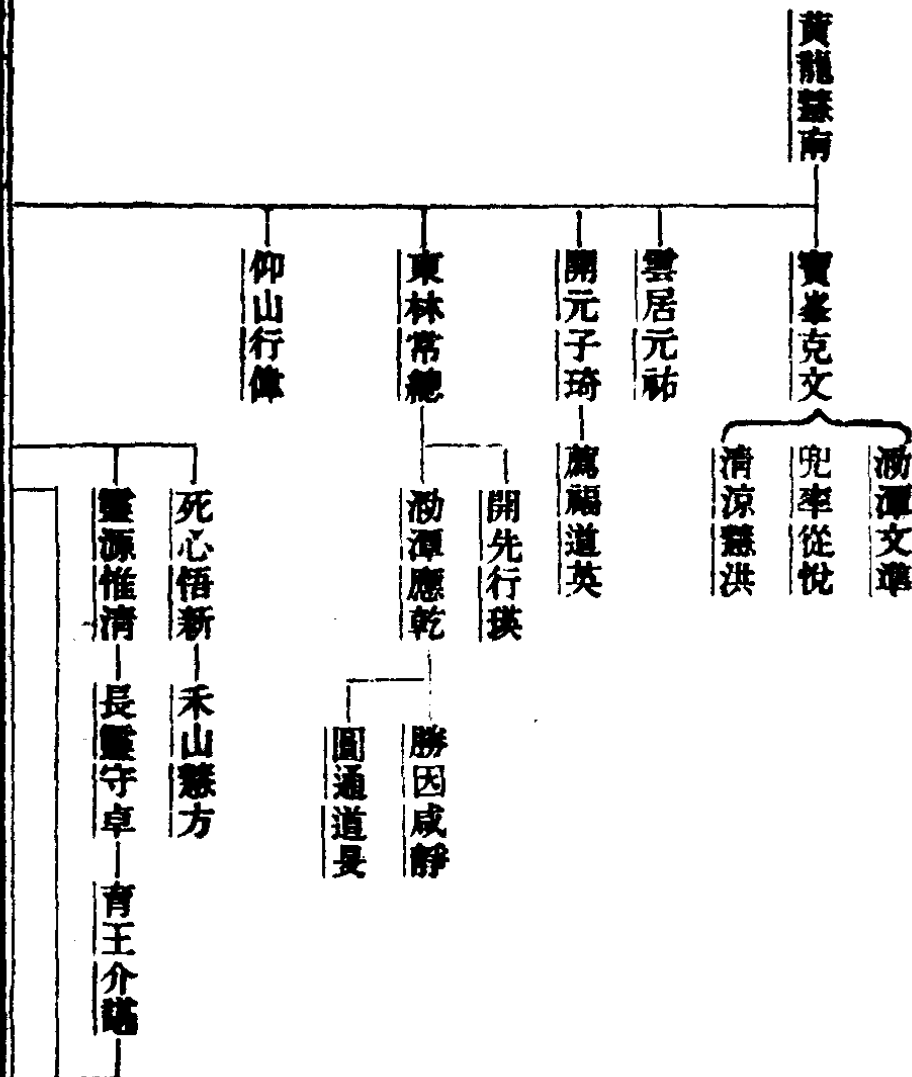 黃龍慧南
寶峯克文
泐潭文準
兜率從悅
清涼慧洪
雲居元祐
開元子琦
薦福道英
東林常總
開先行瑛
泐潭應乾
勝因咸靜
圓通道旻
仰山行偉
死心悟新
禾山慧方
靈源惟清
長靈守卓
育王介諶